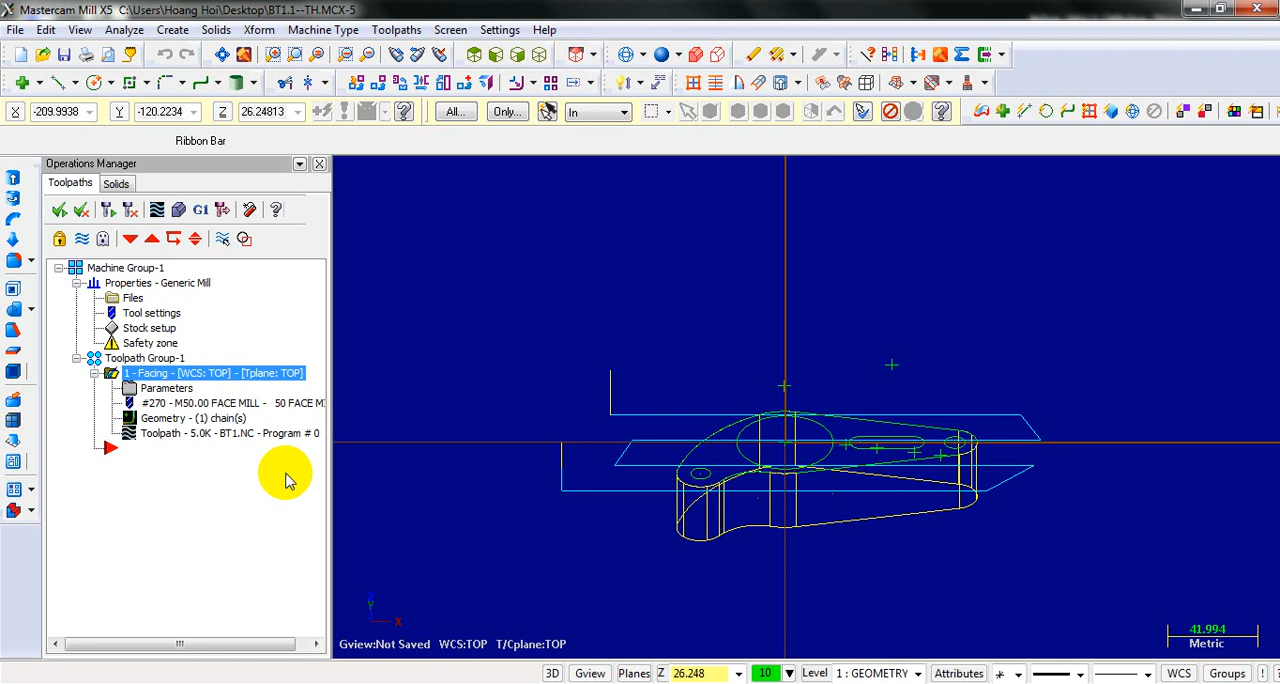 Mastercam Mill X5 C:\Users\Hoang Hoi\Desktop\BT1.1--TH.MCX-5
File Edit View Analyze Create Solids Xform Machine Type Toolpaths Screen Settings Help
X -209.9938 Y -120.2234 Z 26.24813 All... Only... In
Ribbon Bar
Operations Manager
Toolpaths Solids
G1
Machine Group-1
Properties - Generic Mill
Files
Tool settings
Stock setup
Safety zone
Toolpath Group-1
1 - Facing - [WCS: TOP] - [Tplane: TOP]
Parameters
#270 - M50.00 FACE MILL - 50 FACE MI
Geometry - (1) chain(s)
Toolpath - 5.0K - BT1.NC - Program # 0
Z
Y
X
Gview:Not Saved WCS:TOP T/Cplane:TOP
41.994
Metric
3D Gview Planes Z 26.248 10 Level 1 : GEOMETRY Attributes WCS Groups !